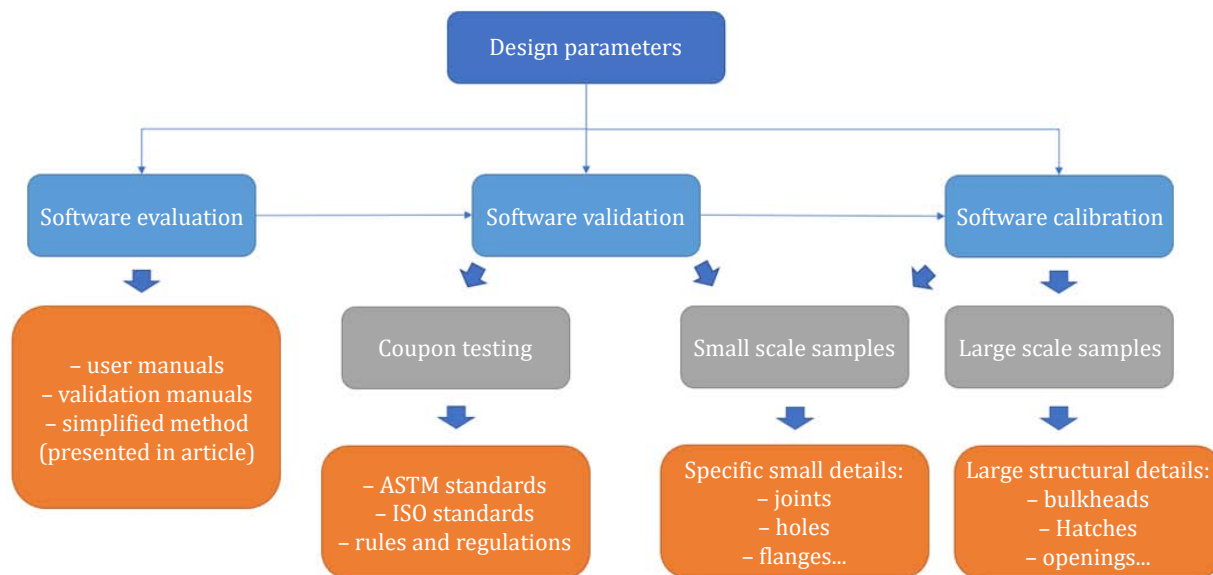 Design parameters
Software evaluation
Software validation
Software calibration
– user manuals
– validation manuals
– simplified method
(presented in article)
Coupon testing
Small scale samples
Large scale samples
– ASTM standards
– ISO standards
– rules and regulations
Specific small details:
– joints
– holes
– flanges...
Large structural details:
– bulkheads
– Hatches
– openings...